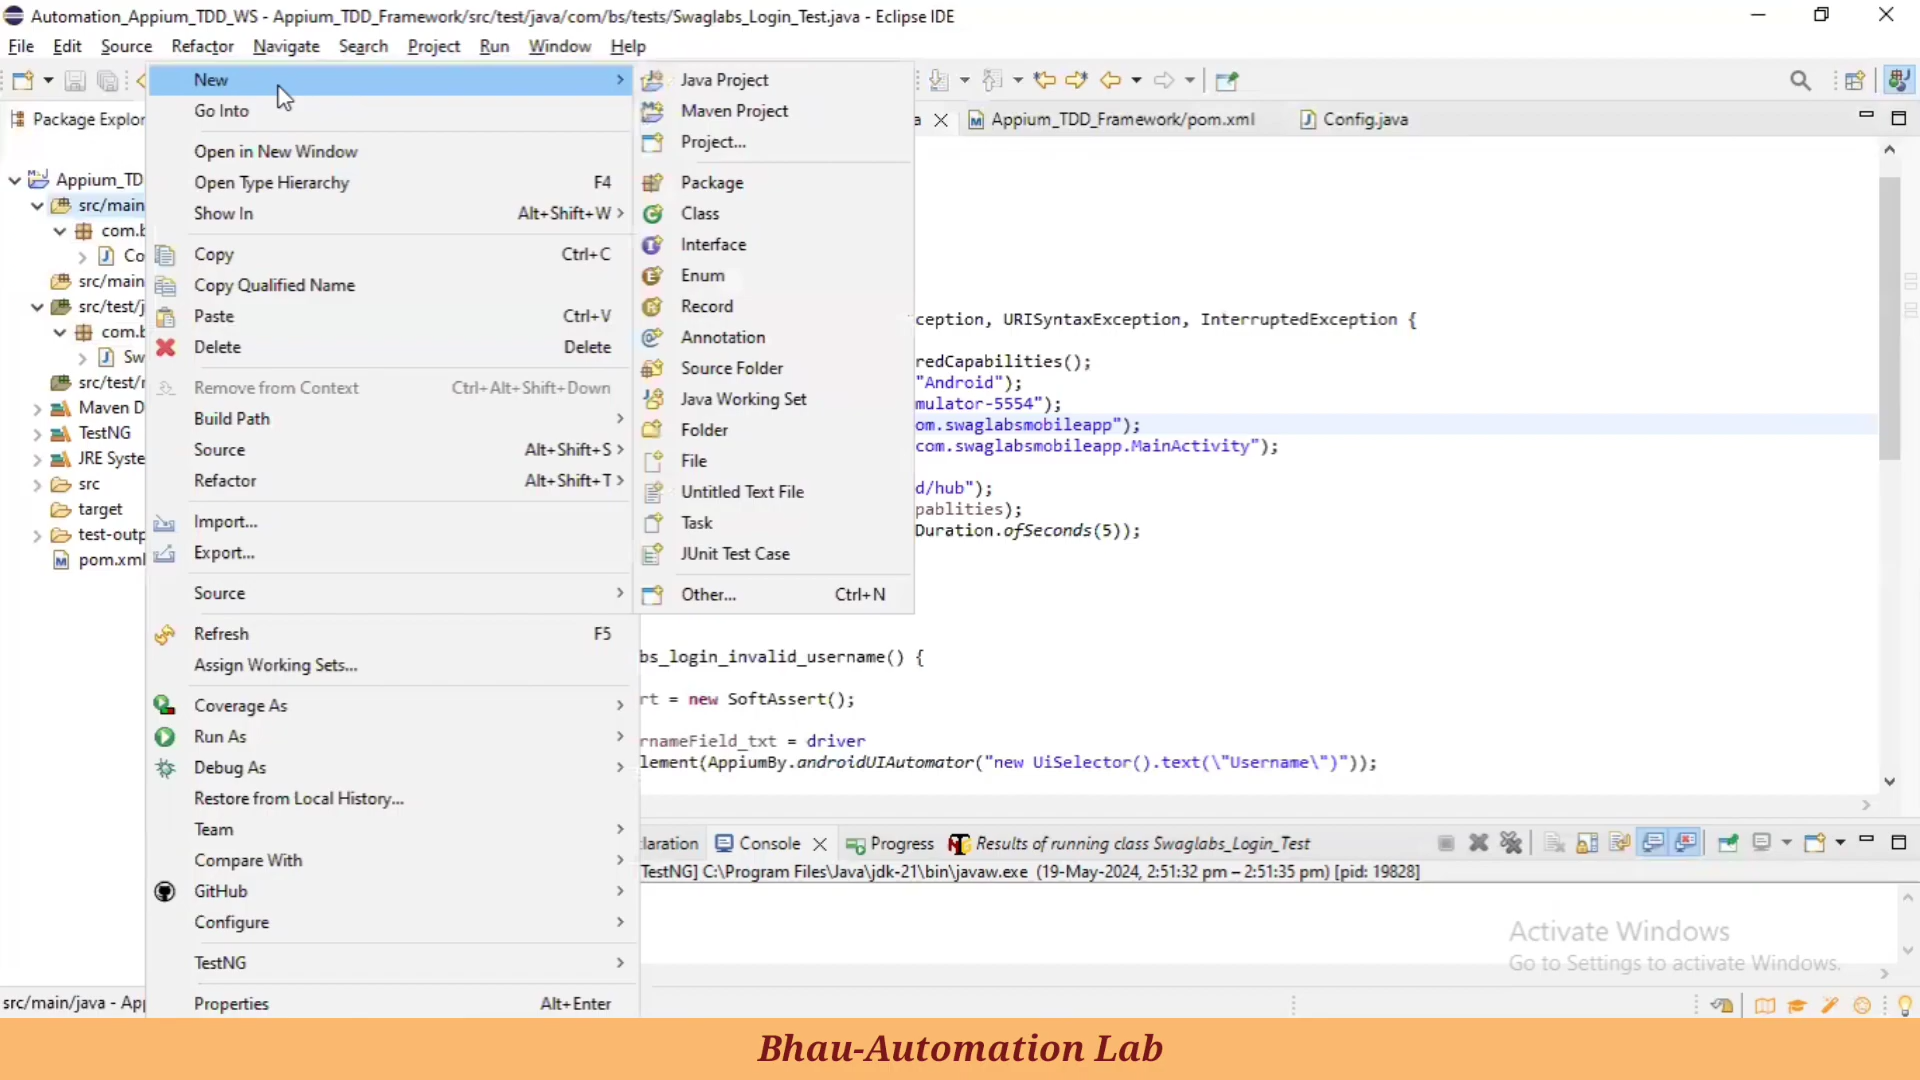 Automation_Appium_TDD_WS - Appium_TDD_Framework/src/test/java/com/bs/tests/Swaglabs_Login_Test.java - Eclipse IDE
File Edit Source Refactor Navigate Search Project Run Window Help
Package Explor
Appium_TDD_Framework/pom.xml
Config.java
Appium_TD
src/main
com.b
Co
src/main
src/test/j
com.b
Sw
src/test/r
Maven D
TestNG
JRE Syste
src
target
test-outp
pom.xml
New
Go Into
Open in New Window
Open Type Hierarchy F4
Show In Alt+Shift+W
Copy Ctrl+C
Copy Qualified Name
Paste Ctrl+V
Delete Delete
Remove from Context Ctrl+Alt+Shift+Down
Build Path
Source Alt+Shift+S
Refactor Alt+Shift+T
Import...
Export...
Source
Refresh F5
Assign Working Sets...
Coverage As
Run As
Debug As
Restore from Local History...
Team
Compare With
GitHub
Configure
TestNG
Properties Alt+Enter
Java Project
Maven Project
Project...
Package
Class
Interface
Enum
Record
Annotation
Source Folder
Java Working Set
Folder
File
Untitled Text File
Task
JUnit Test Case
Other... Ctrl+N
ception, URISyntaxException, InterruptedException {
redCapabilities();
"Android");
mulator-5554");
om.swaglabsmobileapp");
com.swaglabsmobileapp.MainActivity");
d/hub");
pablities);
Duration.ofSeconds(5));
bs_login_invalid_username() {
rt = new SoftAssert();
rnameField_txt = driver
lement(AppiumBy.androidUIAutomator("new UiSelector().text(\"Username\")"));
laration Console Progress Results of running class Swaglabs_Login_Test
TestNG] C:\Program Files\Java\jdk-21\bin\javaw.exe (19-May-2024, 2:51:32 pm – 2:51:35 pm) [pid: 19828]
Activate Windows
Go to Settings to activate Windows.
src/main/java - App
Bhau-Automation Lab